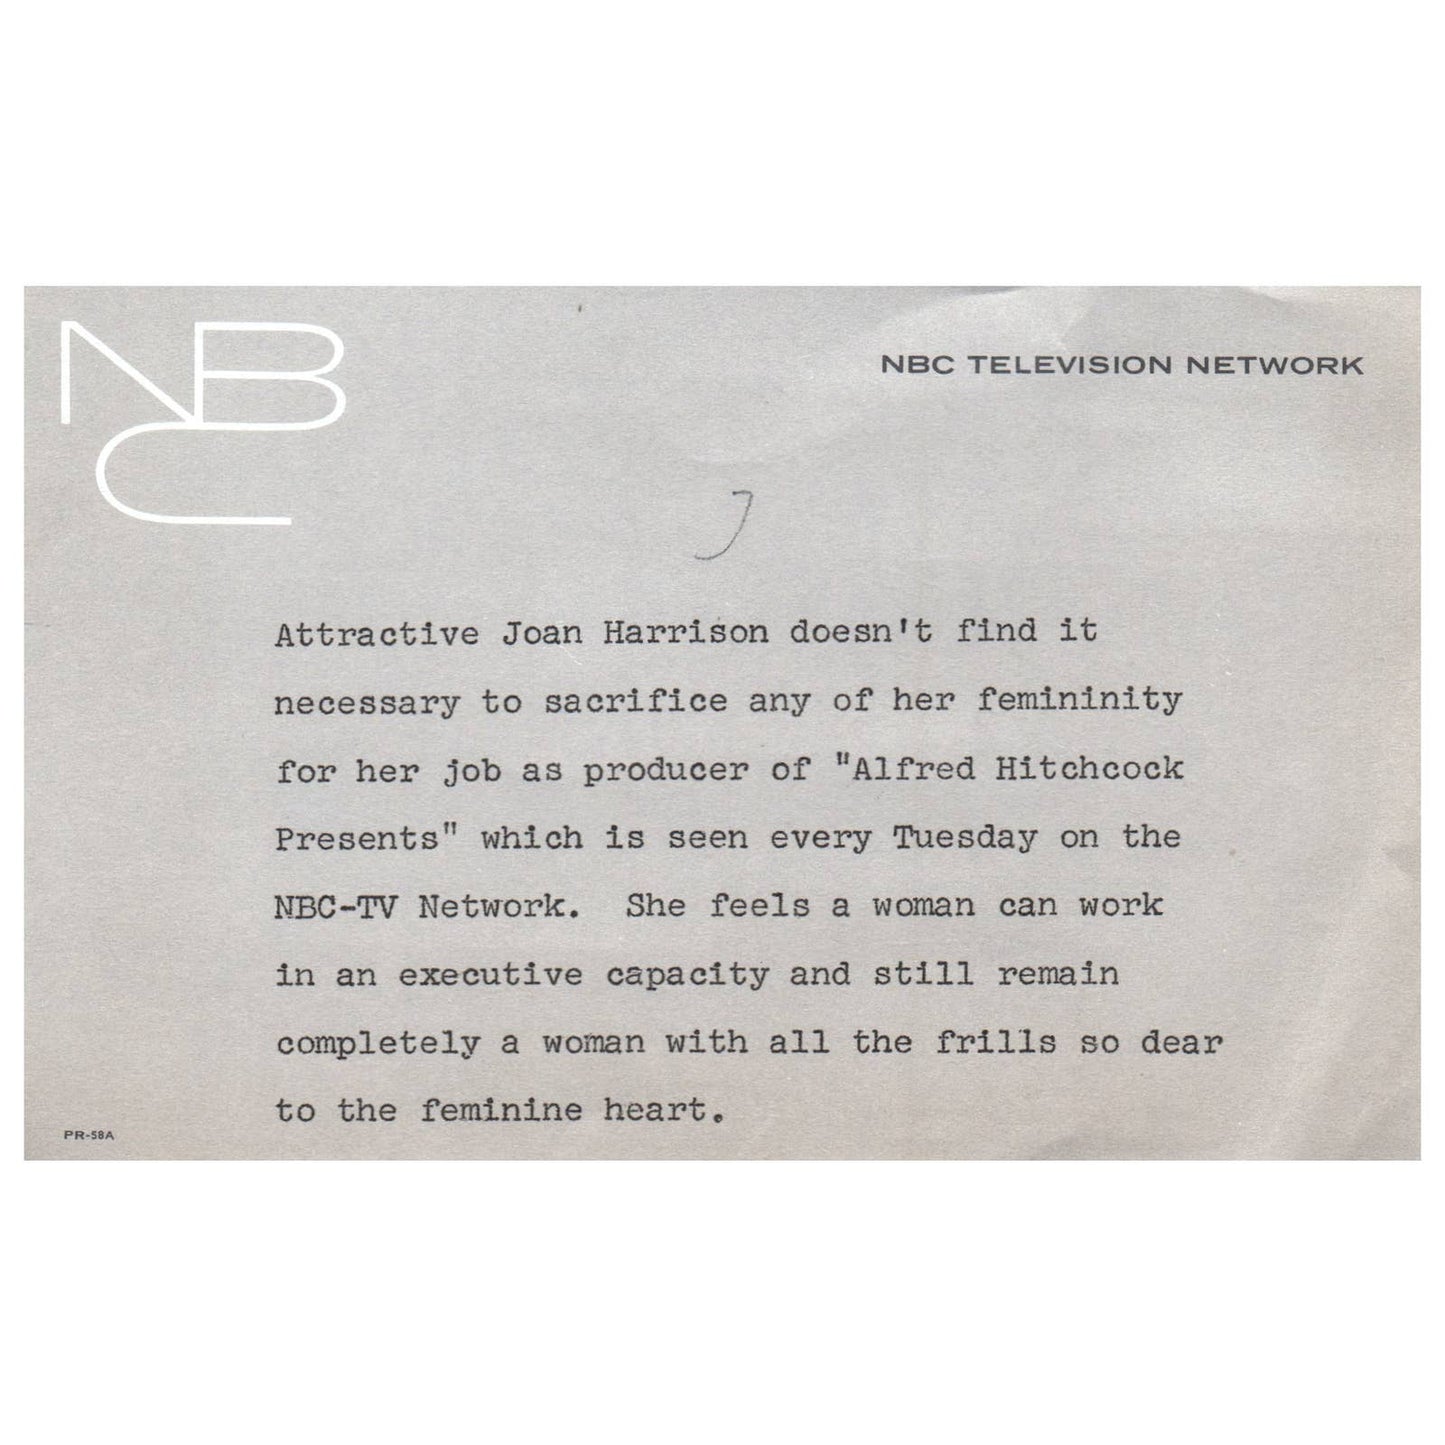 NBC
NBC TELEVISION NETWORK
J
Attractive Joan Harrison doesn't find it
necessary to sacrifice any of her femininity
for her job as producer of "Alfred Hitchcock
Presents" which is seen every Tuesday on the
NBC-TV Network.  She feels a woman can work
in an executive capacity and still remain
completely a woman with all the frills so dear
to the feminine heart.
PR-58A